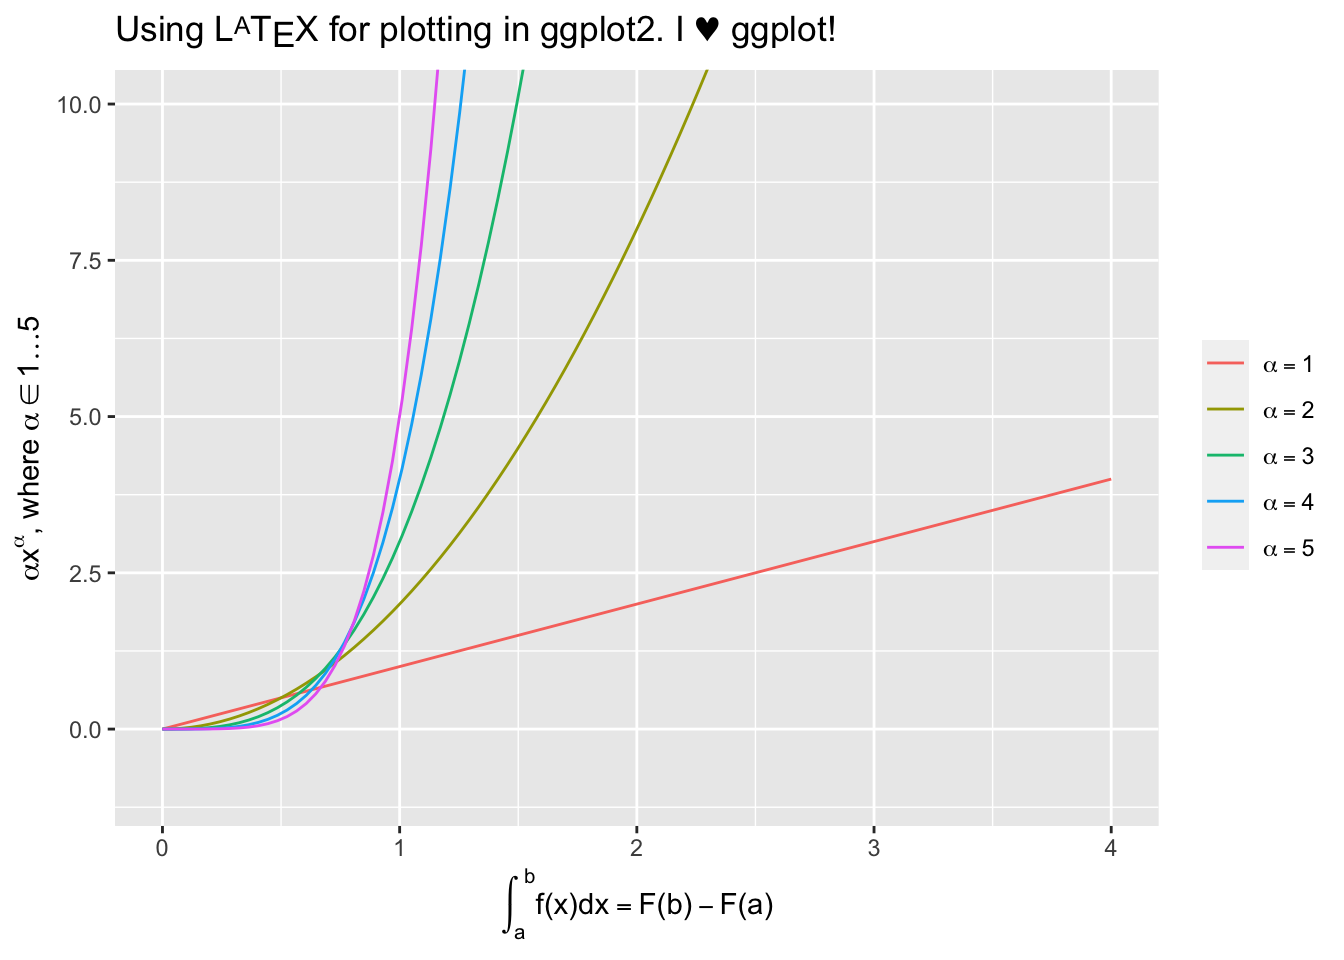 Using LATEX for plotting in ggplot2. I ♥ ggplot!
10.0
7.5
5.0
2.5
0.0
αx^α, where α ∈ 1...5
0 1 2 3 4
∫_a^b f(x)dx = F(b) − F(a)
α = 1
α = 2
α = 3
α = 4
α = 5